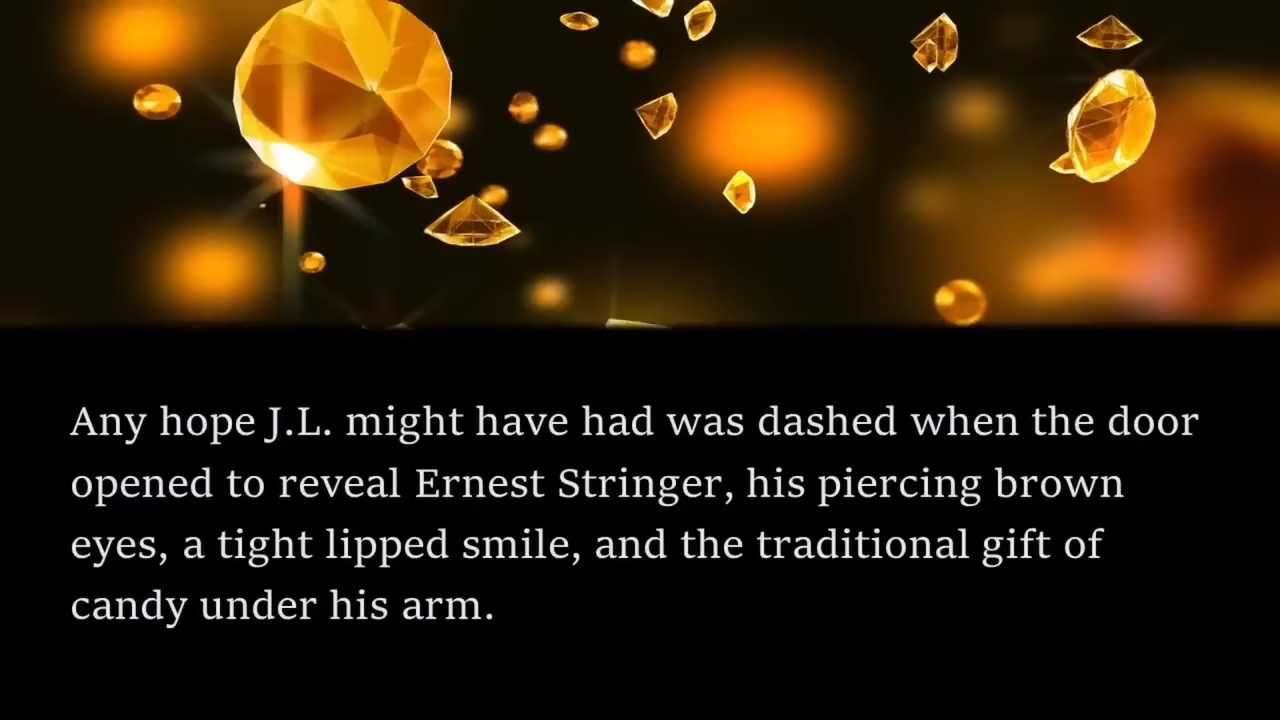 Any hope J.L. might have had was dashed when the door
opened to reveal Ernest Stringer, his piercing brown
eyes, a tight lipped smile, and the traditional gift of
candy under his arm.